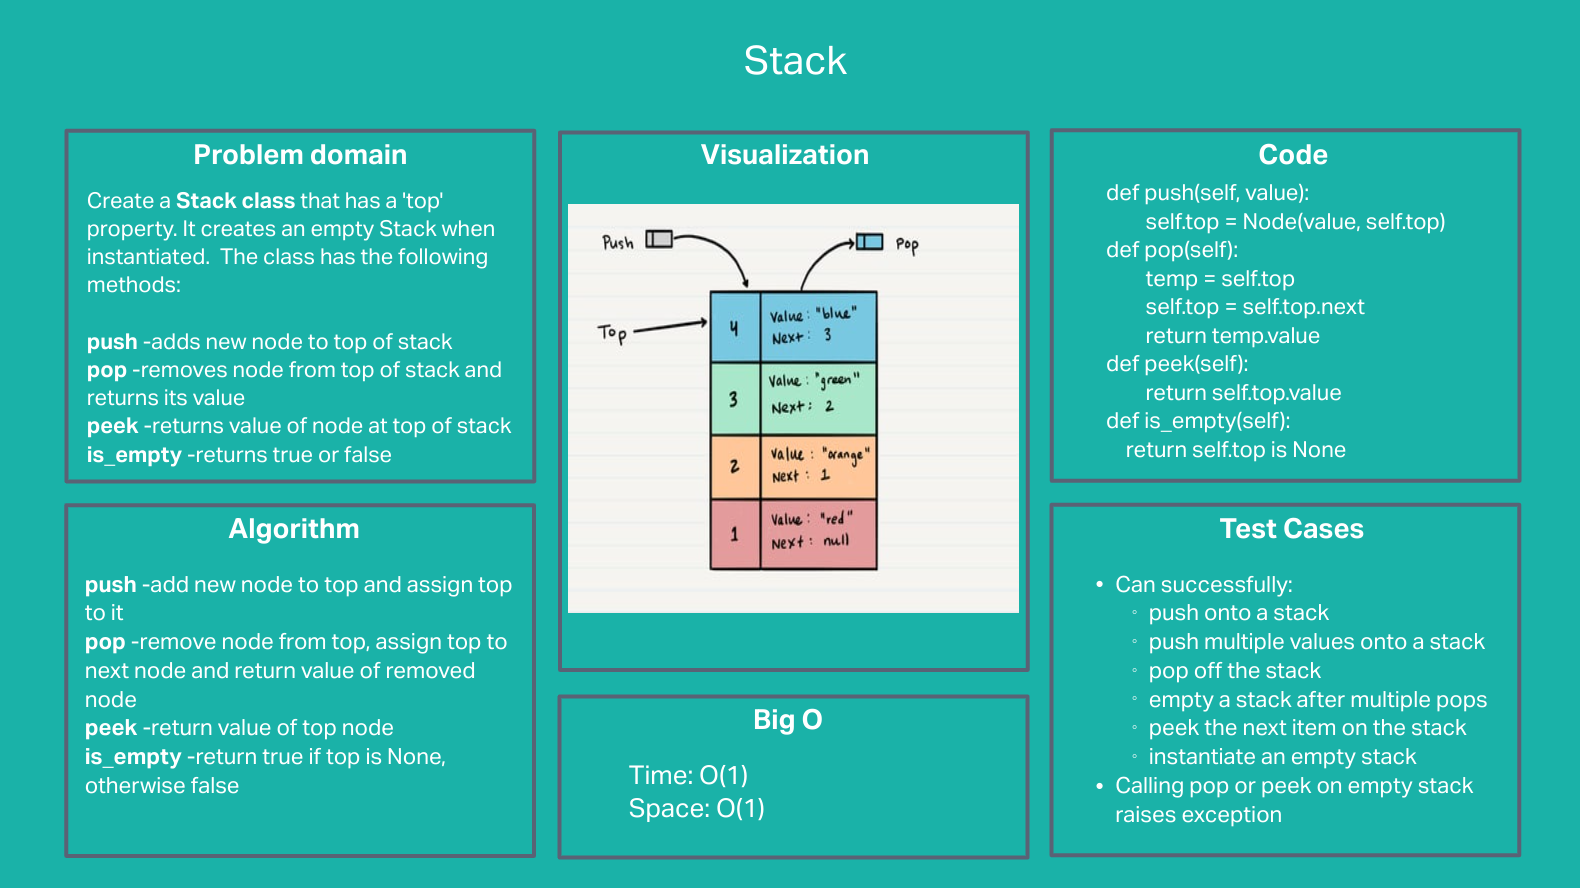 Stack
Problem domain
Create a Stack class that has a 'top'
property. It creates an empty Stack when
instantiated.  The class has the following
methods:
push -adds new node to top of stack
pop -removes node from top of stack and
returns its value
peek -returns value of node at top of stack
is_empty -returns true or false
Algorithm
push -add new node to top and assign top
to it
pop -remove node from top, assign top to
next node and return value of removed
node
peek -return value of top node
is_empty -return true if top is None,
otherwise false
Visualization
Push
Pop
Top
4
Value : "blue"
Next : 3
3
Value : "green"
Next : 2
2
Value : "orange"
Next : 1
1
Value : "red"
Next : null
Big O
Time: O(1)
Space: O(1)
Code
def push(self, value):
self.top = Node(value, self.top)
def pop(self):
temp = self.top
self.top = self.top.next
return temp.value
def peek(self):
return self.top.value
def is_empty(self):
return self.top is None
Test Cases
• Can successfully:
◦ push onto a stack
◦ push multiple values onto a stack
◦ pop off the stack
◦ empty a stack after multiple pops
◦ peek the next item on the stack
◦ instantiate an empty stack
• Calling pop or peek on empty stack
raises exception